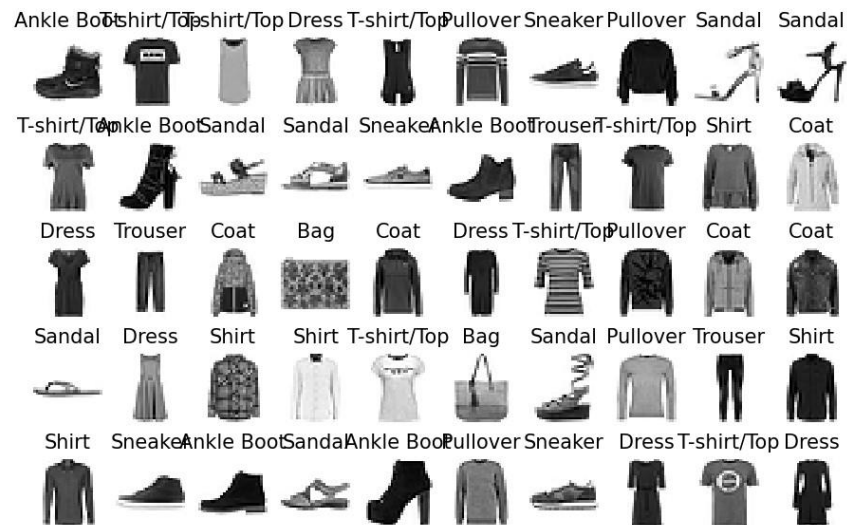 Ankle Boot T-shirt/Top T-shirt/Top Dress T-shirt/Top Pullover Sneaker Pullover Sandal Sandal
T-shirt/Top Ankle Boot Sandal Sandal Sneaker Ankle Boot Trouser T-shirt/Top Shirt Coat
Dress Trouser Coat Bag Coat Dress T-shirt/Top Pullover Coat Coat
Sandal Dress Shirt Shirt T-shirt/Top Bag Sandal Pullover Trouser Shirt
Shirt Sneaker Ankle Boot Sandal Ankle Boot Pullover Sneaker Dress T-shirt/Top Dress